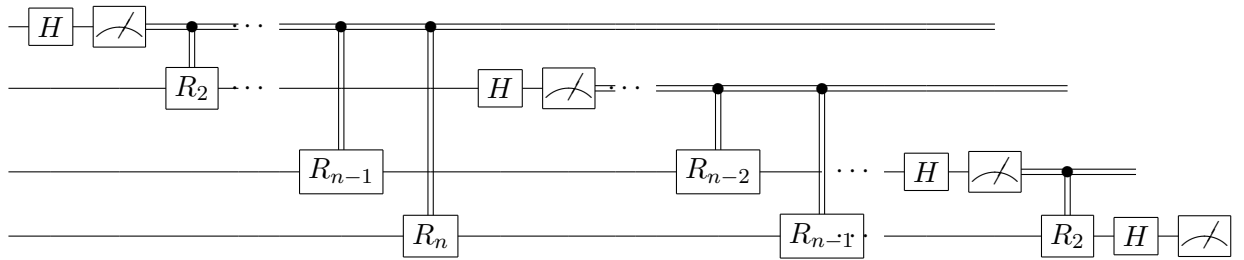 H · · ·
R_2 · · · H · · ·
R_{n−1} R_{n−2} · · · H
R_n R_{n−1} · · · R_2 H